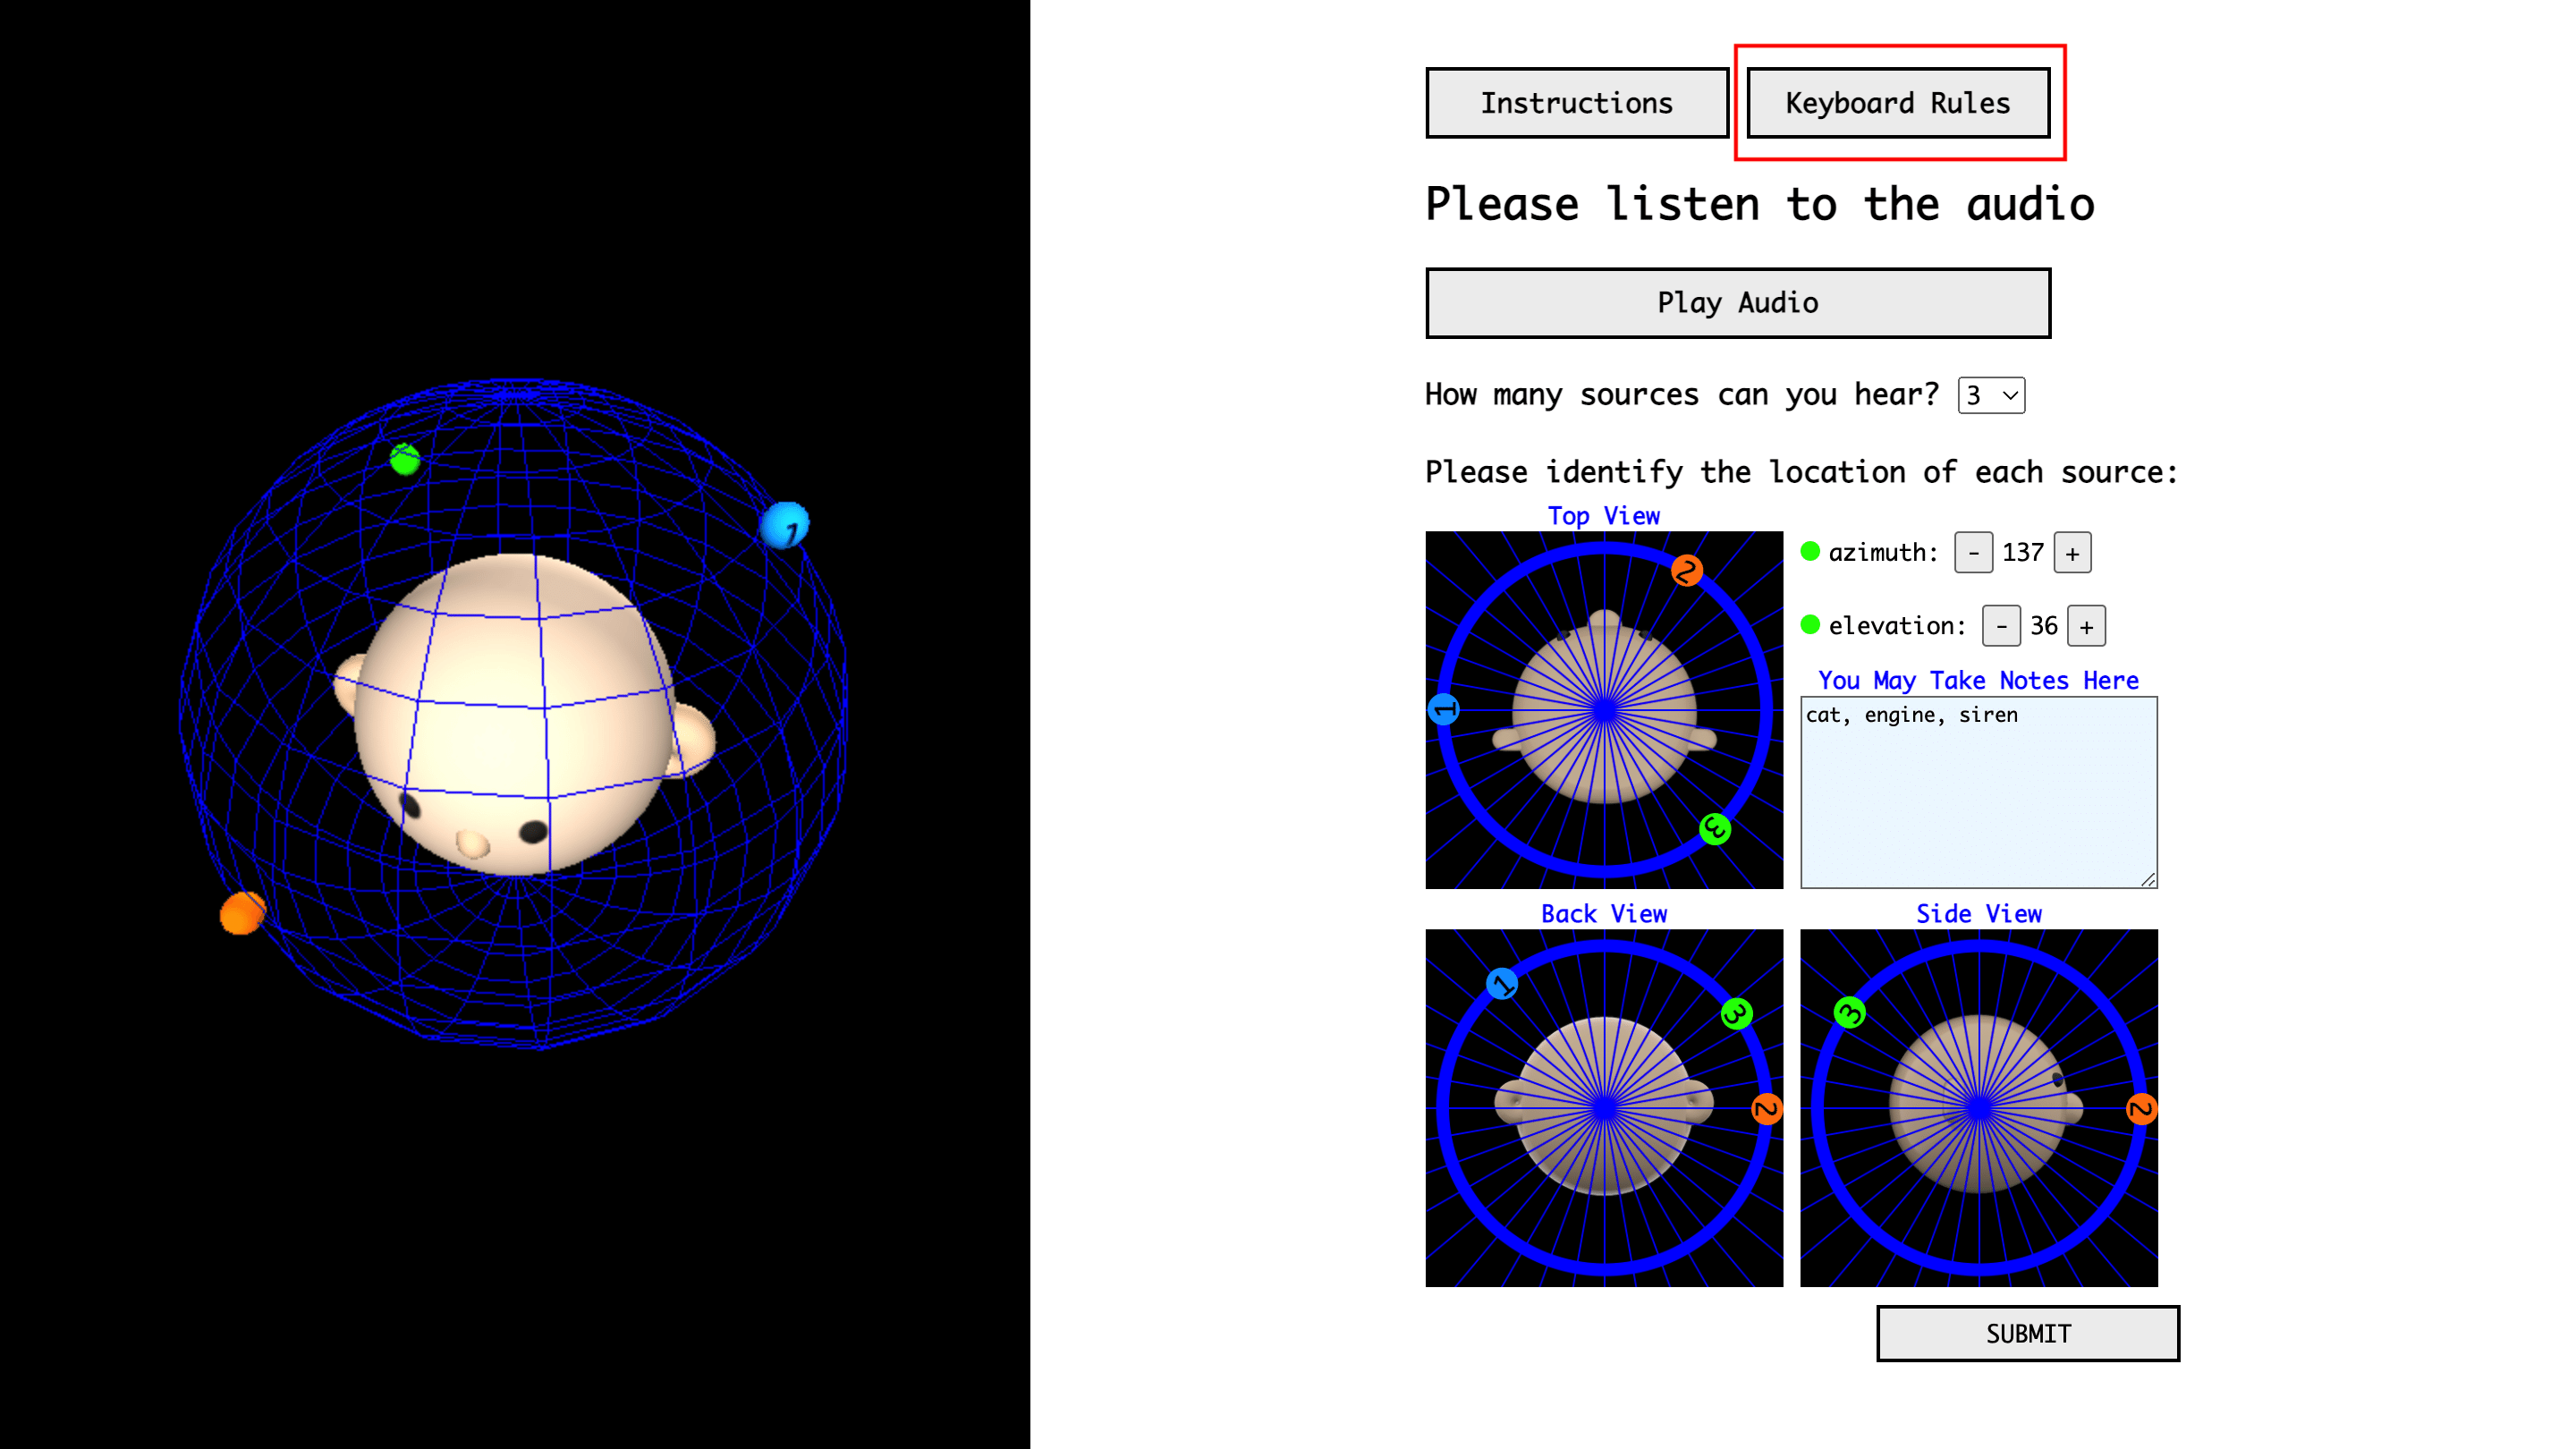 Instructions
Keyboard Rules
Please listen to the audio
Play Audio
How many sources can you hear? 3
Please identify the location of each source:
Top View
azimuth: - 137 +
elevation: - 36 +
You May Take Notes Here
cat, engine, siren
1
2
3
Back View
Side View
1
3
2
3
2
SUBMIT
1